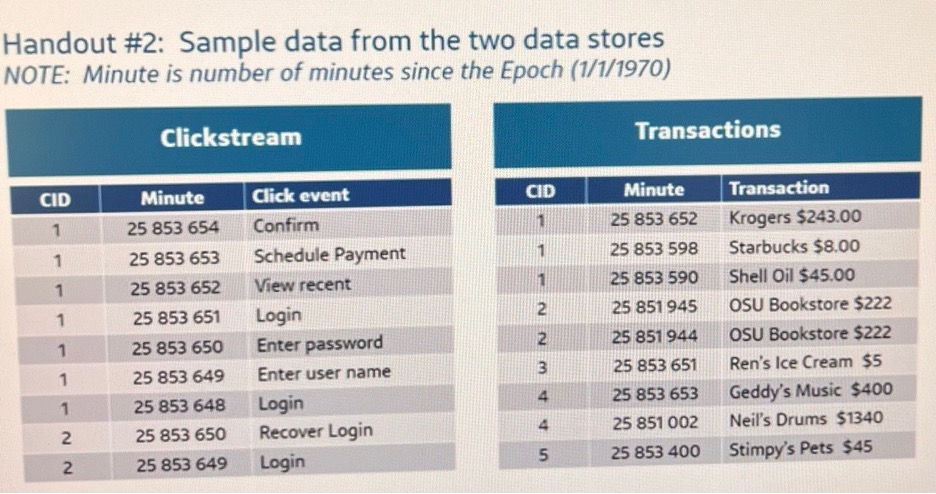 Handout #2: Sample data from the two data stores
NOTE: Minute is number of minutes since the Epoch (1/1/1970)
Clickstream
CID Minute Click event
1 25 853 654 Confirm
1 25 853 653 Schedule Payment
1 25 853 652 View recent
1 25 853 651 Login
1 25 853 650 Enter password
1 25 853 649 Enter user name
1 25 853 648 Login
2 25 853 650 Recover Login
2 25 853 649 Login
Transactions
CID Minute Transaction
1 25 853 652 Krogers $243.00
1 25 853 598 Starbucks $8.00
1 25 853 590 Shell Oil $45.00
2 25 851 945 OSU Bookstore $222
2 25 851 944 OSU Bookstore $222
3 25 853 651 Ren's Ice Cream $5
4 25 853 653 Geddy's Music $400
4 25 851 002 Neil's Drums $1340
5 25 853 400 Stimpy's Pets $45